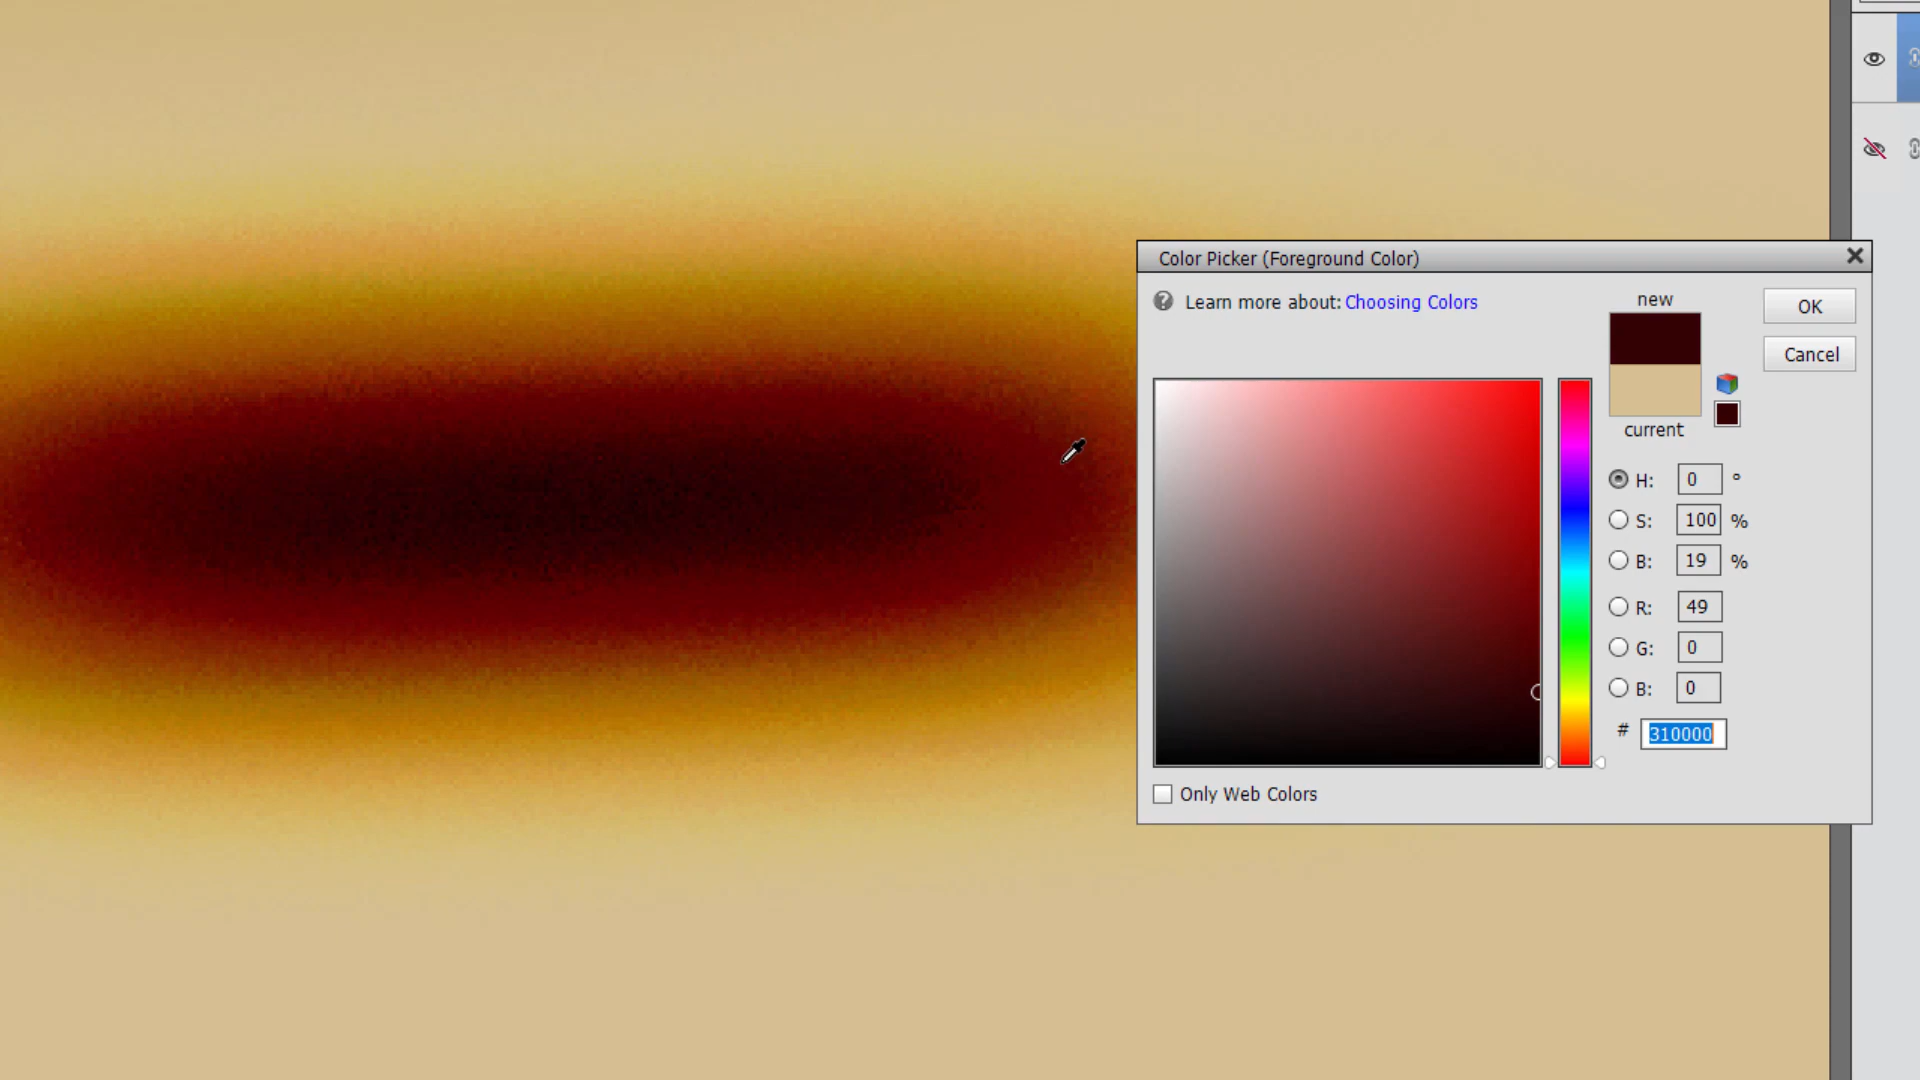 Color Picker (Foreground Color)
Learn more about: Choosing Colors
new
OK
Cancel
current
H: 0 °
S: 100 %
B: 19 %
R: 49
G: 0
B: 0
# 310000
Only Web Colors